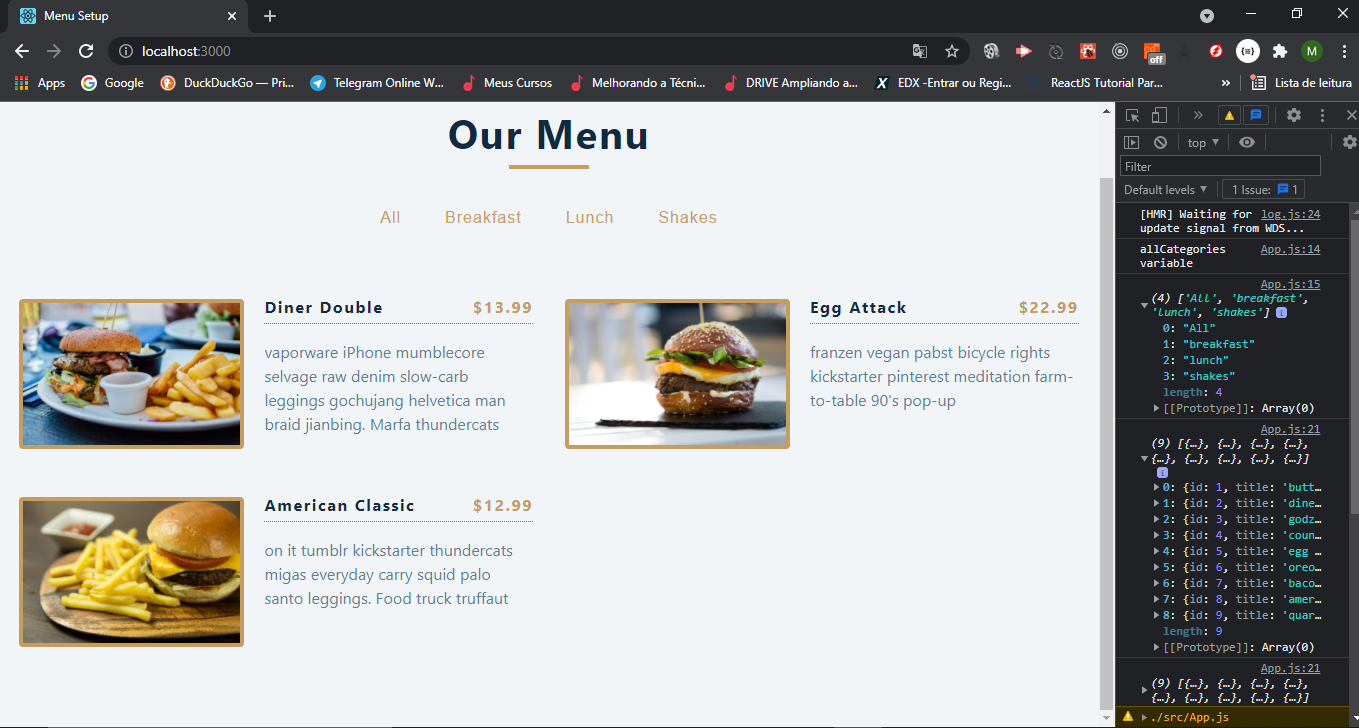 Menu Setup
localhost:3000
off
M
Apps
Google
DuckDuckGo — Pri...
Telegram Online W...
Meus Cursos
Melhorando a Técni...
DRIVE Ampliando a...
X EDX -Entrar ou Regi...
ReactJS Tutorial Par...
»
Lista de leitura
Our Menu
All Breakfast Lunch Shakes
Diner Double $13.99
vaporware iPhone mumblecore
selvage raw denim slow-carb
leggings gochujang helvetica man
braid jianbing. Marfa thundercats
Egg Attack $22.99
franzen vegan pabst bicycle rights
kickstarter pinterest meditation farm-
to-table 90's pop-up
American Classic $12.99
on it tumblr kickstarter thundercats
migas everyday carry squid palo
santo leggings. Food truck truffaut
»
top ▼
Filter
Default levels ▼ 1 Issue: 1
[HMR] Waiting for log.js:24
update signal from WDS...
allCategories App.js:14
variable
App.js:15
(4) ['All', 'breakfast',
'lunch', 'shakes'] i
0: "All"
1: "breakfast"
2: "lunch"
3: "shakes"
length: 4
[[Prototype]]: Array(0)
App.js:21
(9) [{…}, {…}, {…}, {…},
{…}, {…}, {…}, {…}, {…}]
i
0: {id: 1, title: 'butt…
1: {id: 2, title: 'dine…
2: {id: 3, title: 'godz…
3: {id: 4, title: 'coun…
4: {id: 5, title: 'egg …
5: {id: 6, title: 'oreo…
6: {id: 7, title: 'baco…
7: {id: 8, title: 'amer…
8: {id: 9, title: 'quar…
length: 9
[[Prototype]]: Array(0)
App.js:21
(9) [{…}, {…}, {…}, {…},
{…}, {…}, {…}, {…}, {…}]
./src/App.js